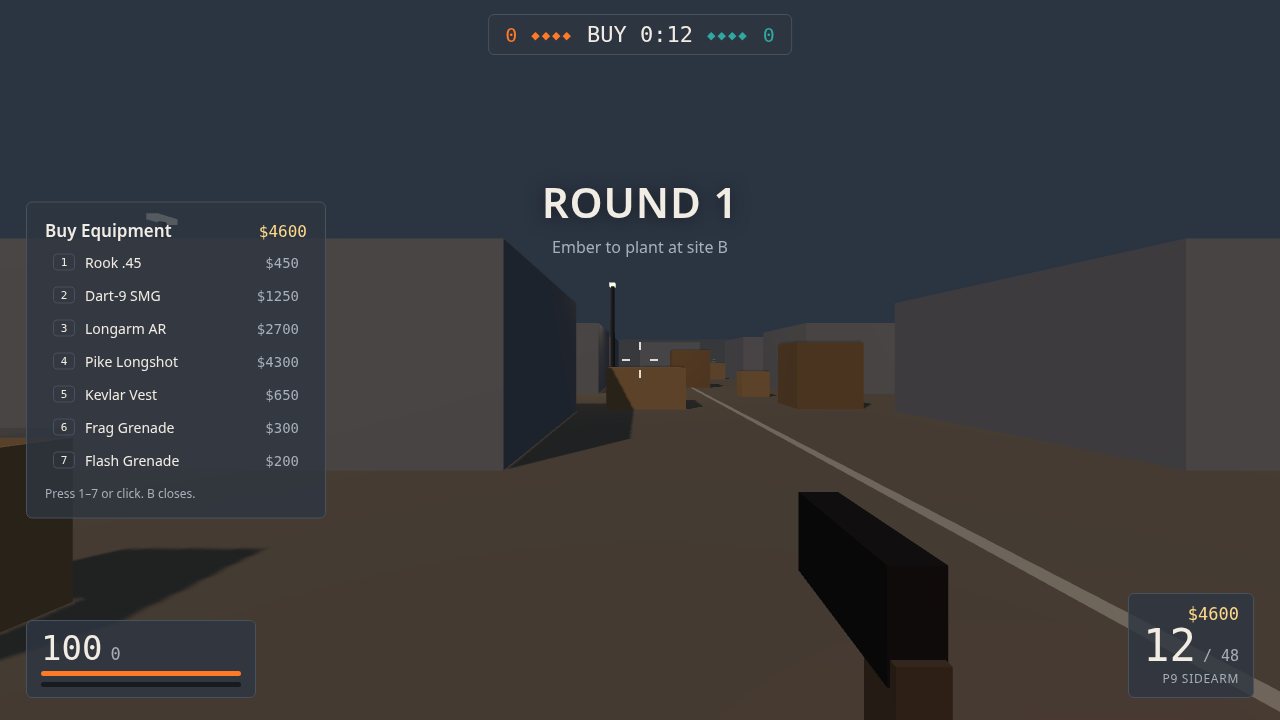 0 ◆◆◆◆ BUY 0:12 ◆◆◆◆ 0
ROUND 1
Ember to plant at site B
Buy Equipment $4600
1 Rook .45 $450
2 Dart-9 SMG $1250
3 Longarm AR $2700
4 Pike Longshot $4300
5 Kevlar Vest $650
6 Frag Grenade $300
7 Flash Grenade $200
Press 1–7 or click. B closes.
100 0
$4600
12 / 48
P9 SIDEARM